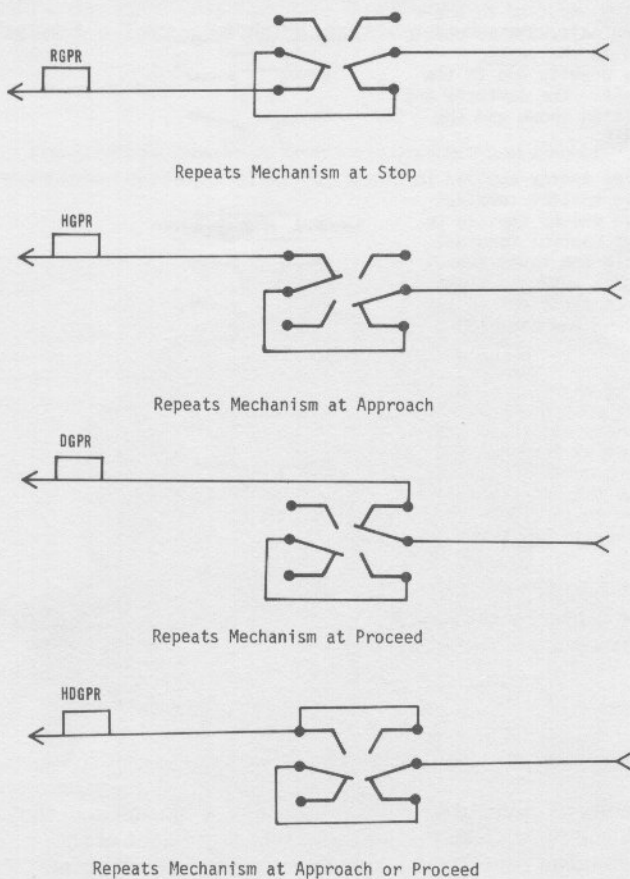 RGPR
Repeats Mechanism at Stop
HGPR
Repeats Mechanism at Approach
DGPR
Repeats Mechanism at Proceed
HDGPR
Repeats Mechanism at Approach or Proceed